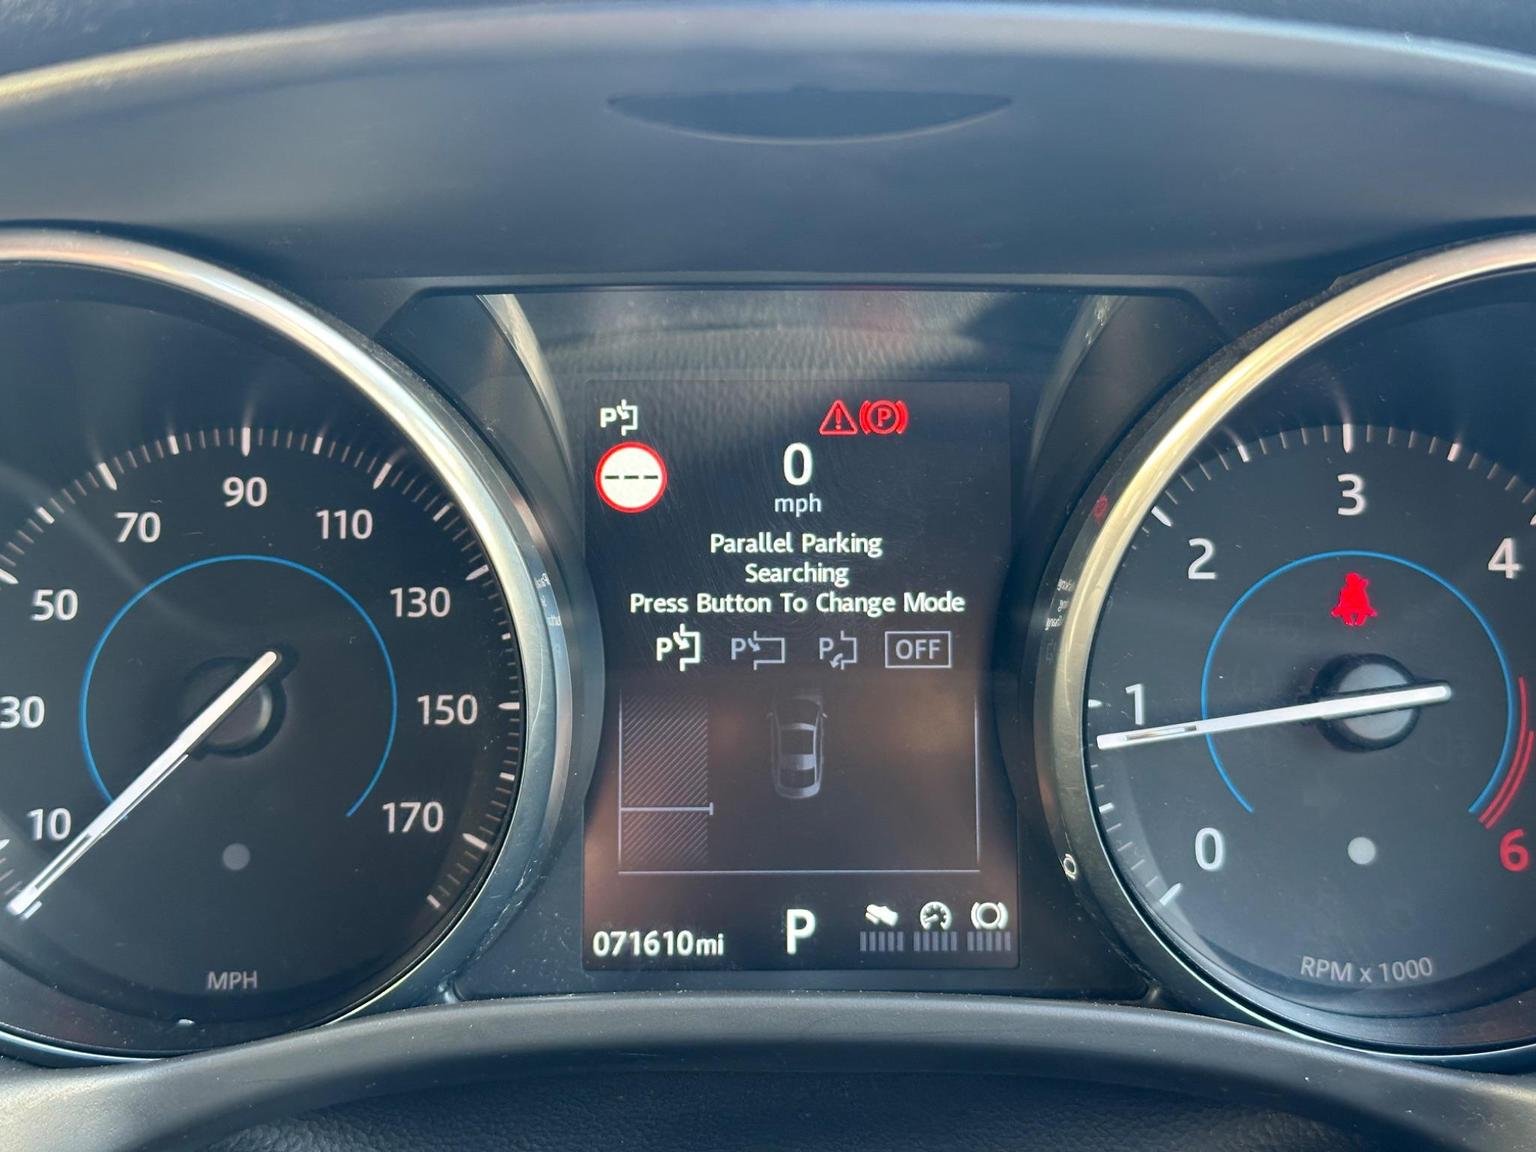 P
P
---
0
mph
Parallel Parking
Searching
Press Button To Change Mode
P P P OFF
071610mi
P
10
30
50
70
90
110
130
150
170
MPH
0
1
2
3
4
6
RPM x 1000